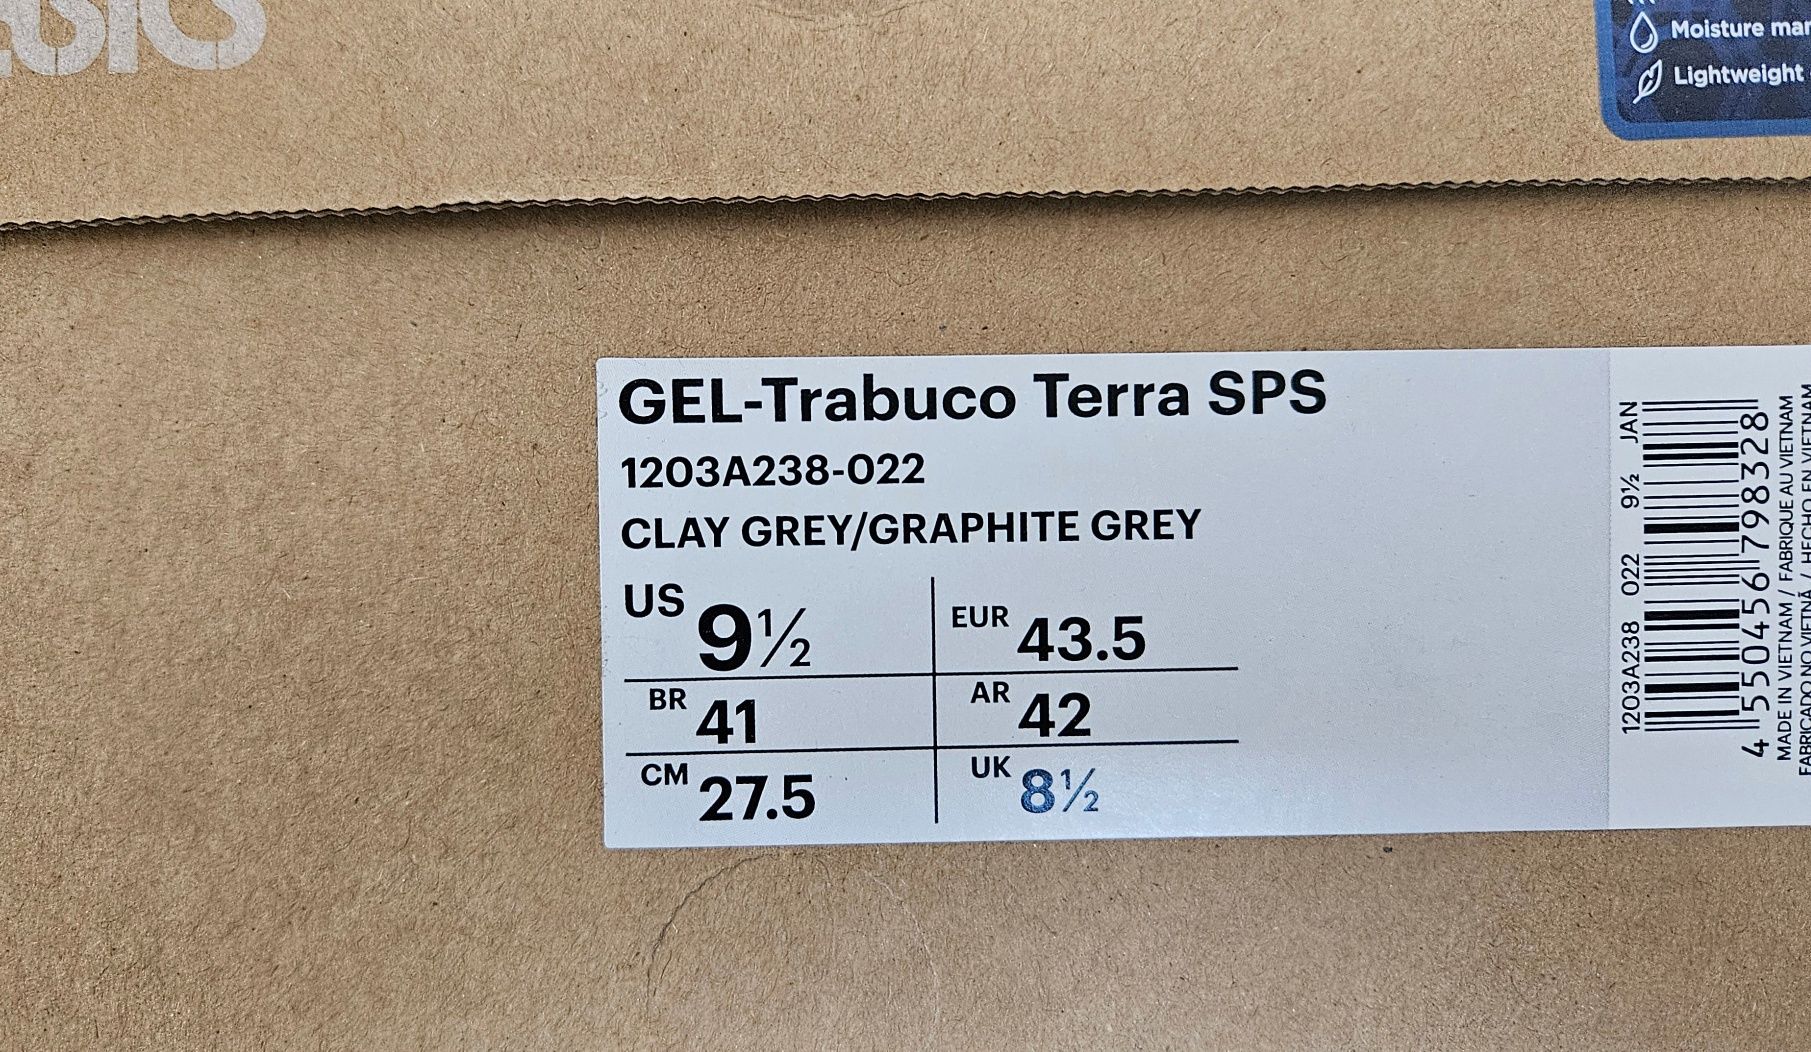 asics
Moisture
Lightweight
GEL-Trabuco Terra SPS
1203A238-022
CLAY GREY/GRAPHITE GREY
US 9½
EUR 43.5
BR 41
AR 42
CM 27.5
UK 8½
1203A238 022 9½ JAN
4 550456 798328
MADE IN VIETNAM / FABRIQUE AU VIETNAM
FABRICADO NO VIETNÃ / HECHO EN VIETNAM